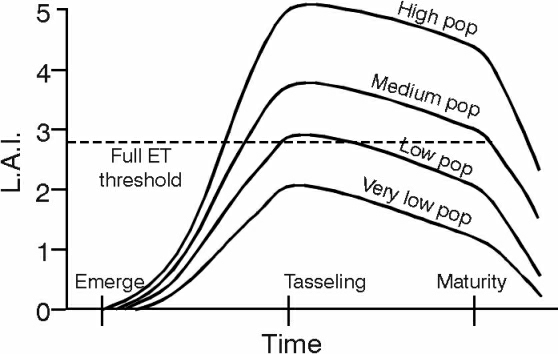 5
High pop
4
Medium pop
3
Full ET
threshold
Low pop
2
Very low pop
1
Emerge
Tasseling
Maturity
0
L.A.I.
Time